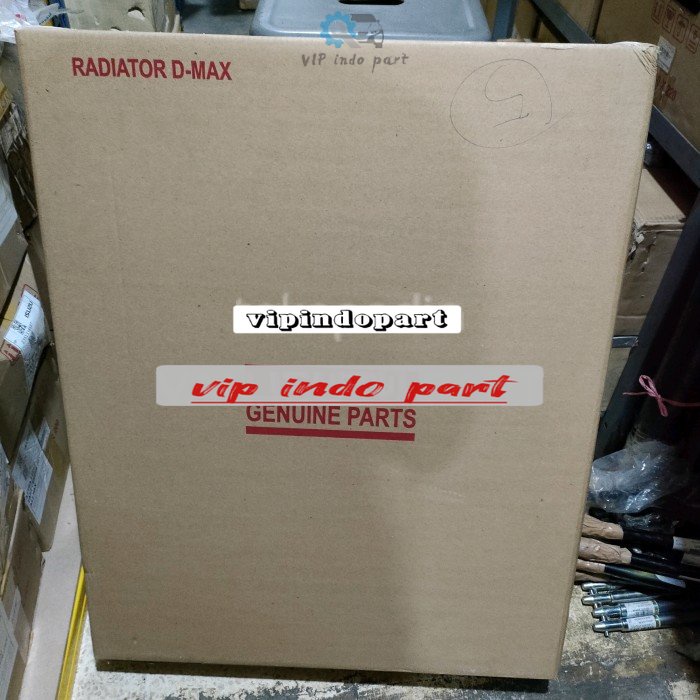 VIP indo part
RADIATOR D-MAX
vipindopart
vip indo part
GENUINE PARTS